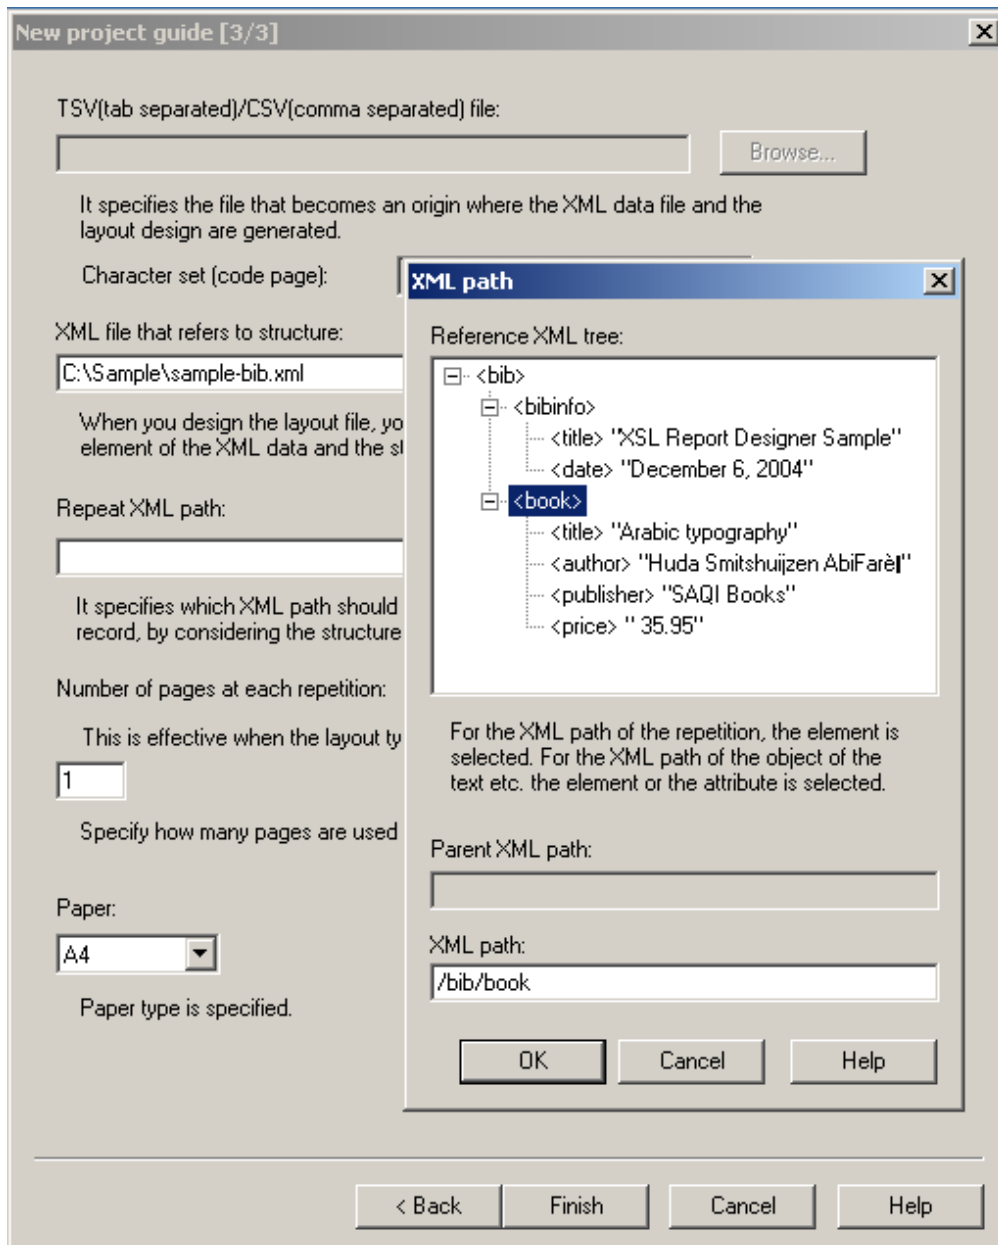 New project guide [3/3]
TSV(tab separated)/CSV(comma separated) file:
Browse...
It specifies the file that becomes an origin where the XML data file and the
layout design are generated.
Character set (code page):
XML file that refers to structure:
C:\Sample\sample-bib.xml
When you design the layout file, yo
element of the XML data and the st
Repeat XML path:
It specifies which XML path should
record, by considering the structure
Number of pages at each repetition:
This is effective when the layout ty
1
Specify how many pages are used
Paper:
A4
Paper type is specified.
XML path
Reference XML tree:
<bib>
<bibinfo>
<title> "XSL Report Designer Sample"
<date> "December 6, 2004"
<book>
<title> "Arabic typography"
<author> "Huda Smitshuijzen AbiFarè"
<publisher> "SAQI Books"
<price> " 35.95"
For the XML path of the repetition, the element is
selected. For the XML path of the object of the
text etc. the element or the attribute is selected.
Parent XML path:
XML path:
/bib/book
OK Cancel Help
< Back Finish Cancel Help